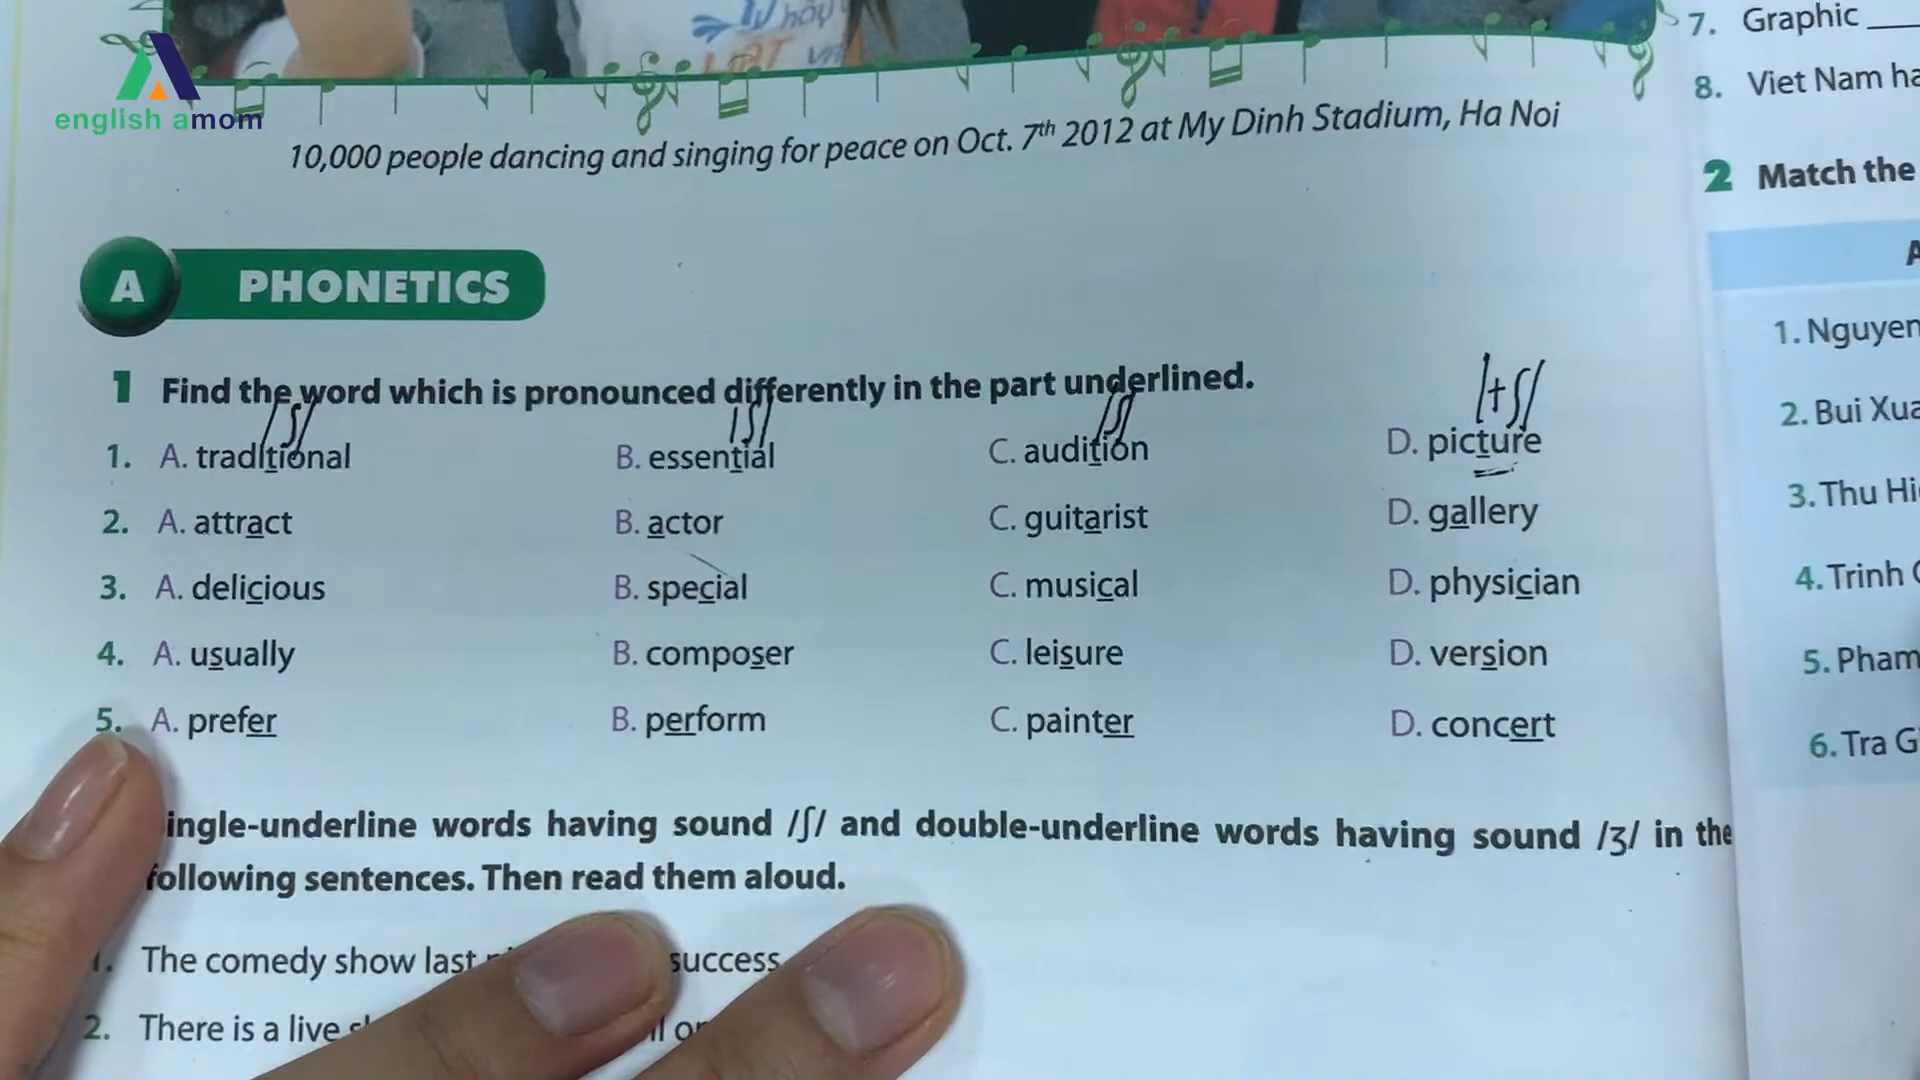 english amom
10,000 people dancing and singing for peace on Oct. 7th 2012 at My Dinh Stadium, Ha Noi
A PHONETICS
1 Find the word which is pronounced differently in the part underlined.
/ʃ/ /ʃ/ /ʃ/ /tʃ/
1. A. traditional B. essential C. audition D. picture
2. A. attract B. actor C. guitarist D. gallery
3. A. delicious B. special C. musical D. physician
4. A. usually B. composer C. leisure D. version
5. A. prefer B. perform C. painter D. concert
ingle-underline words having sound /ʃ/ and double-underline words having sound /ʒ/ in the
following sentences. Then read them aloud.
1. The comedy show last success
2. There is a live
7. Graphic
8. Viet Nam ha
2 Match the
A
1. Nguyen
2. Bui Xua
3. Thu Hi
4. Trinh
5. Pham
6. Tra G